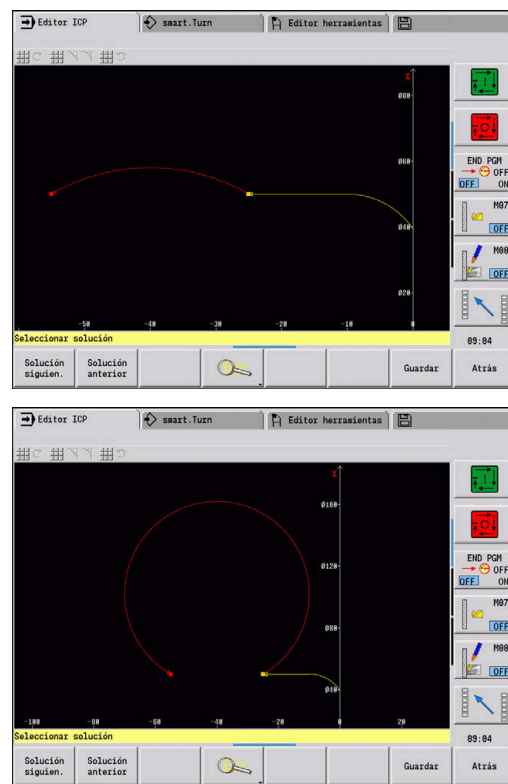 Editor ICP
smart.Turn
Editor herramientas
X
Ø80
Ø60
Ø40
Ø20
-50
-40
-30
-20
-10
0
END PGM
OFF
OFF
ON
M07
OFF
M00
OFF
Seleccionar solución
09:04
Solución siguien.
Solución anterior
Guardar
Atrás
Editor ICP
smart.Turn
Editor herramientas
X
Ø160
Ø120
Ø80
Ø40
-100
-80
-60
-40
-20
0
20
END PGM
OFF
OFF
ON
M07
OFF
M00
OFF
Seleccionar solución
09:04
Solución siguien.
Solución anterior
Guardar
Atrás